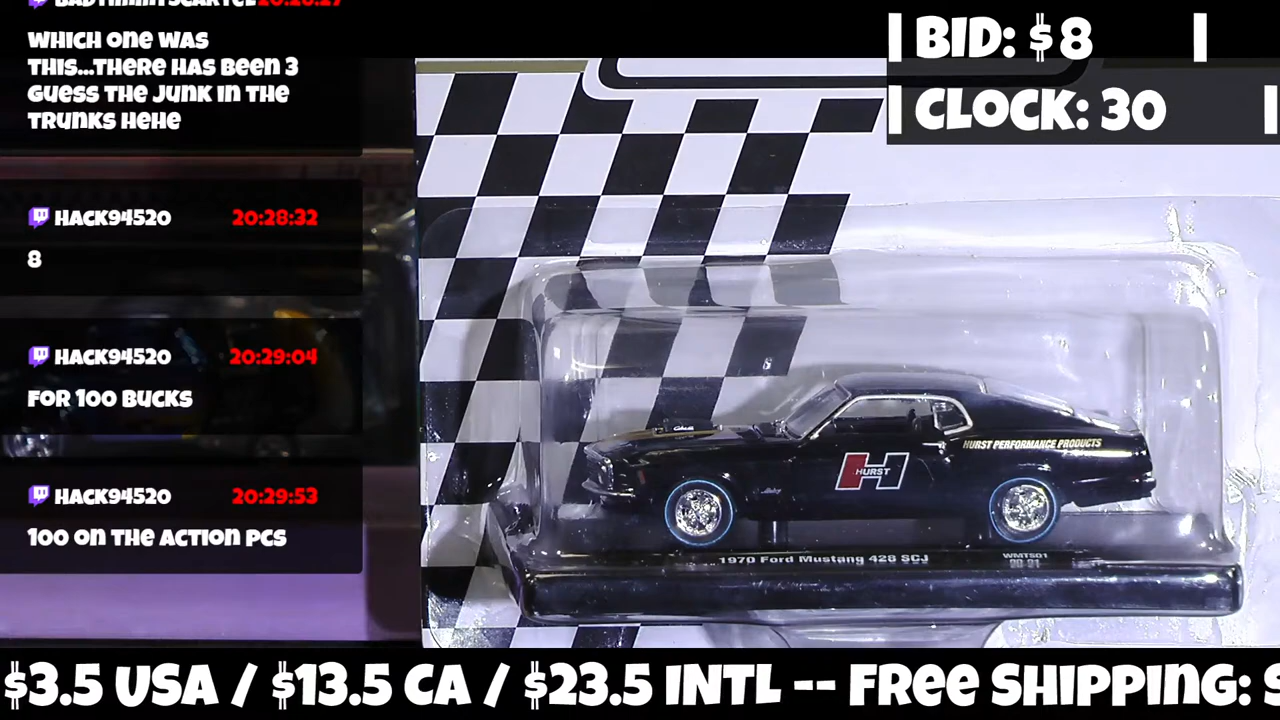 WHICH ONE WAS
THIS...THERE HAS BEEN 3
GUESS THE JUNK IN THE
TRUNKS HEHE
HACK94520 20:28:32
8
HACK94520 20:29:04
FOR 100 BUCKS
HACK94520 20:29:53
100 ON THE ACTION PCS
| BID: $8 |
| CLOCK: 30 |
HURST PERFORMANCE PRODUCTS
HURST
1970 Ford Mustang 428 SCJ
WMTS01
$3.5 USA / $13.5 CA / $23.5 INTL -- FREE SHIPPING: